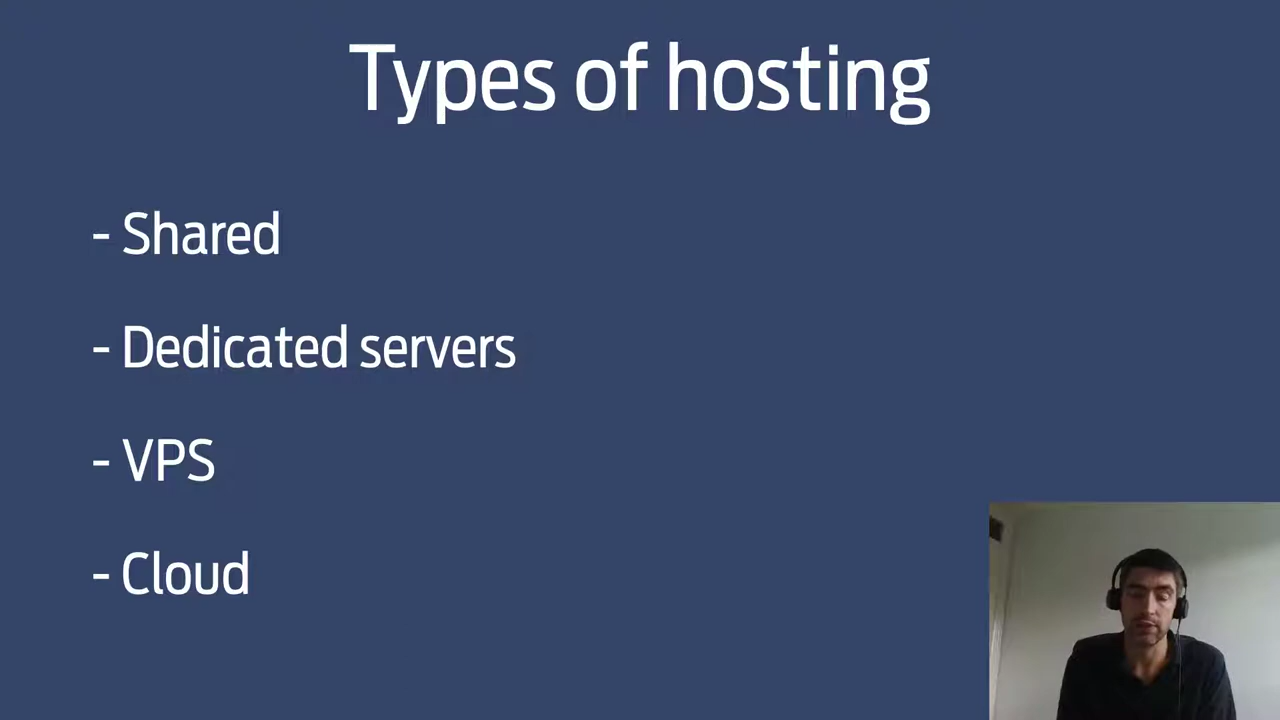 Types of hosting
- Shared
- Dedicated servers
- VPS
- Cloud